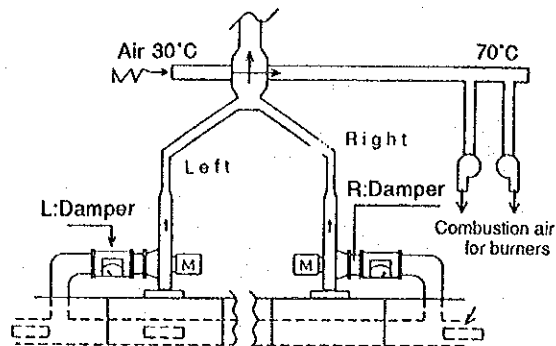 Air 30°C
70°C
Left
Right
L:Damper
R:Damper
Combustion air
for burners
M
M